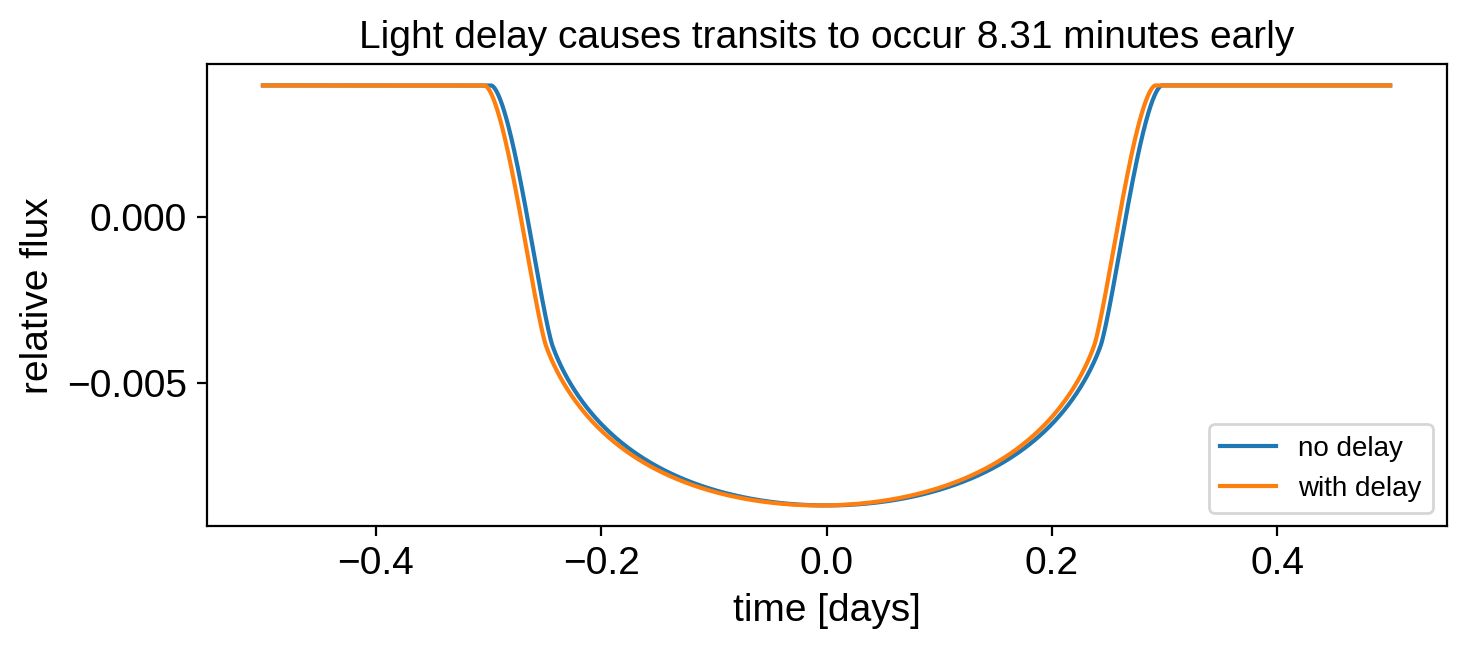 Light delay causes transits to occur 8.31 minutes early
relative flux
0.000
−0.005
no delay
with delay
−0.4
−0.2
0.0
0.2
0.4
time [days]